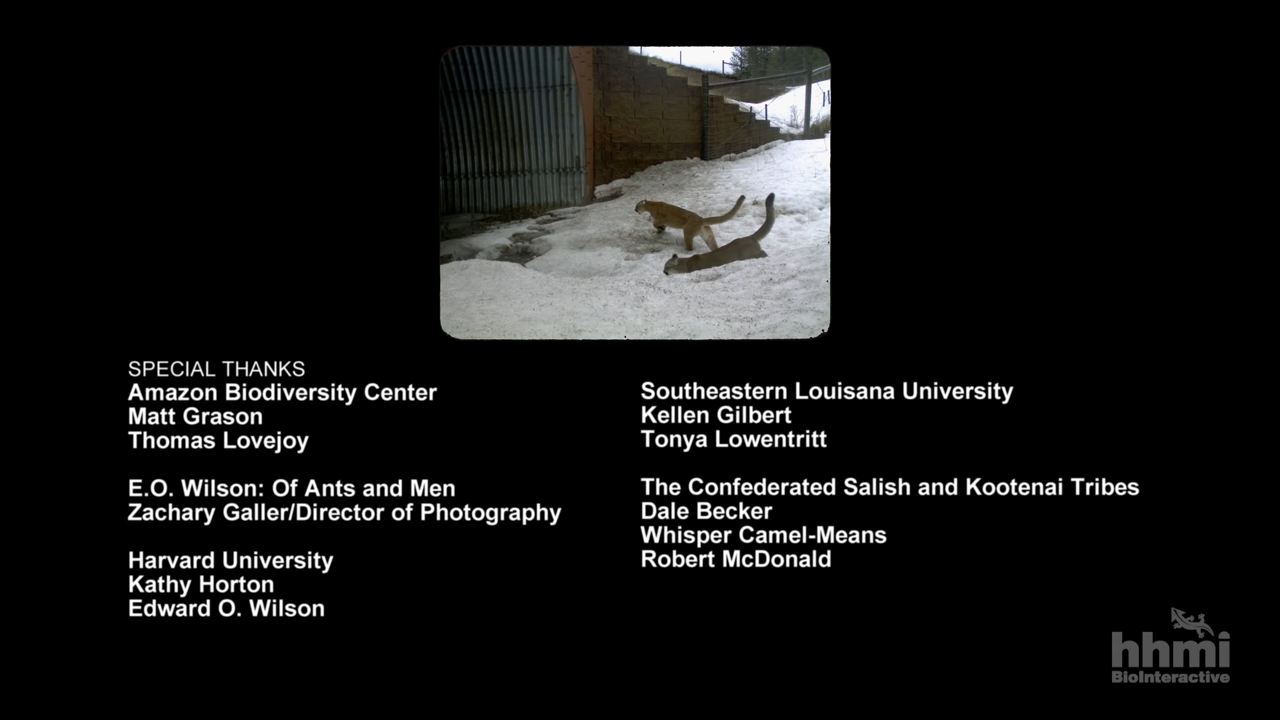 SPECIAL THANKS
Amazon Biodiversity Center
Matt Grason
Thomas Lovejoy
E.O. Wilson: Of Ants and Men
Zachary Galler/Director of Photography
Harvard University
Kathy Horton
Edward O. Wilson
Southeastern Louisana University
Kellen Gilbert
Tonya Lowentritt
The Confederated Salish and Kootenai Tribes
Dale Becker
Whisper Camel-Means
Robert McDonald
hhmi
BioInteractive